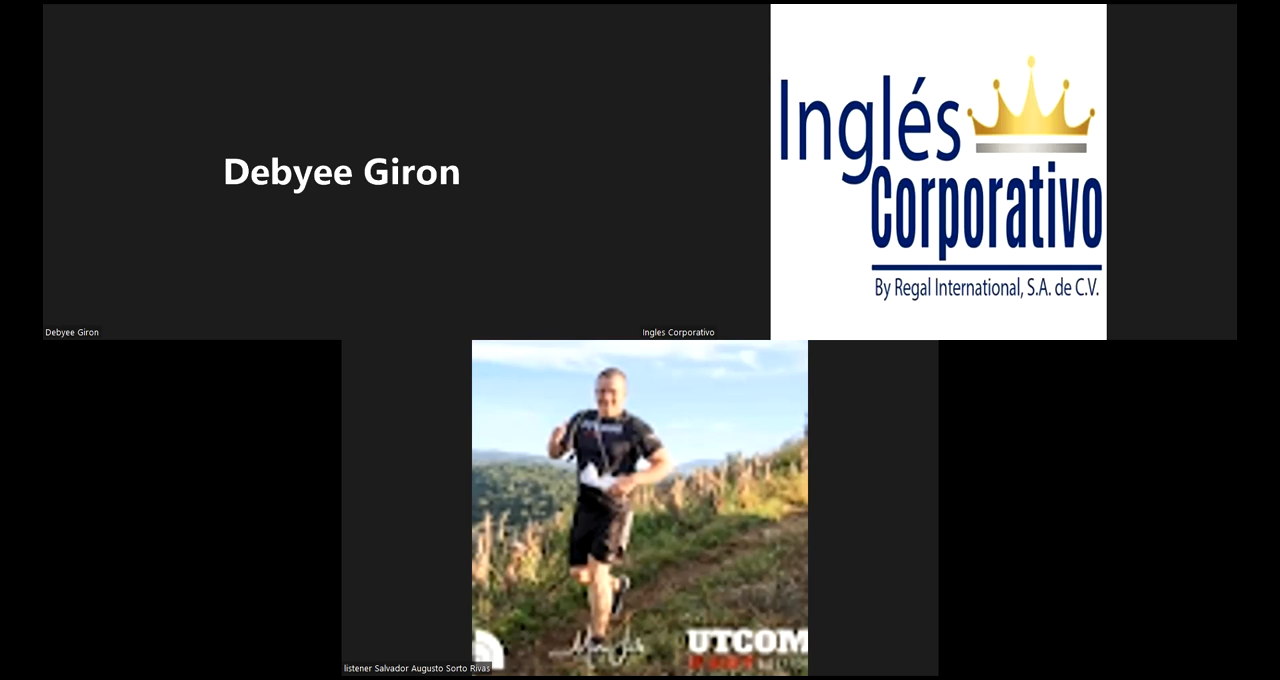 Debyee Giron
Inglés
Corporativo
By Regal International, S.A. de C.V.
Debyee Giron
Ingles Corporativo
UTCOM
listener Salvador Augusto Sorto Rivas